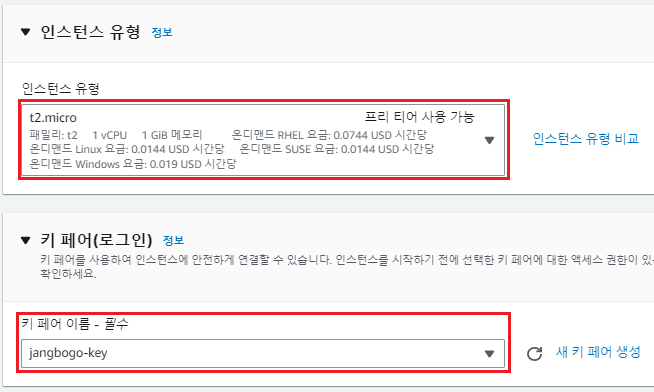 인스턴스 유형 정보
인스턴스 유형
t2.micro 프리 티어 사용 가능
패밀리: t2 1 vCPU 1 GiB 메모리 온디맨드 RHEL 요금: 0.0744 USD 시간당
온디맨드 Linux 요금: 0.0144 USD 시간당 온디맨드 SUSE 요금: 0.0144 USD 시간당
온디맨드 Windows 요금: 0.019 USD 시간당
인스턴스 유형 비교
키 페어(로그인) 정보
키 페어를 사용하여 인스턴스에 안전하게 연결할 수 있습니다. 인스턴스를 시작하기 전에 선택한 키 페어에 대한 액세스 권한이 있는
확인하세요.
키 페어 이름 - 필수
jangbogo-key
새 키 페어 생성